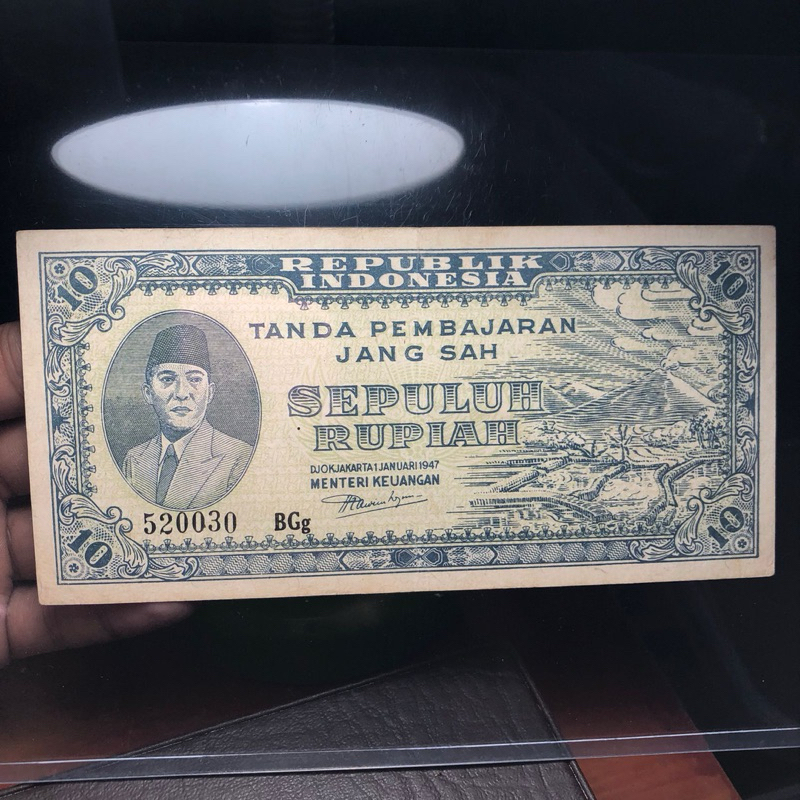 REPUBLIK
INDONESIA
10
10
TANDA PEMBAJARAN
JANG SAH
SEPULUH
RUPIAH
DJOKJAKARTA 1 JANUARI 1947
MENTERI KEUANGAN
520030 BGg
10
10